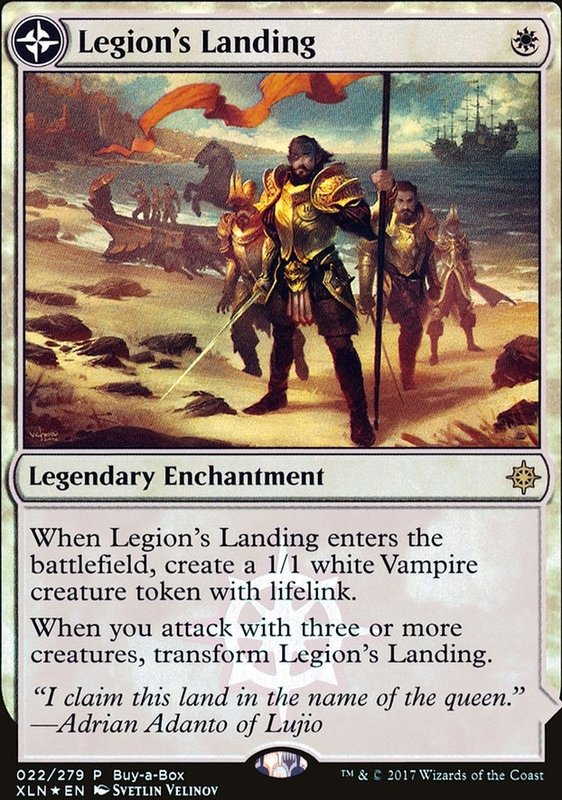 Legion's Landing
Legendary Enchantment
When Legion's Landing enters the
battlefield, create a 1/1 white Vampire
creature token with lifelink.
When you attack with three or more
creatures, transform Legion's Landing.
"I claim this land in the name of the queen."
—Adrian Adanto of Lujio
022/279 P Buy-a-Box
XLN★EN Svetlin Velinov
™ & © 2017 Wizards of the Coast